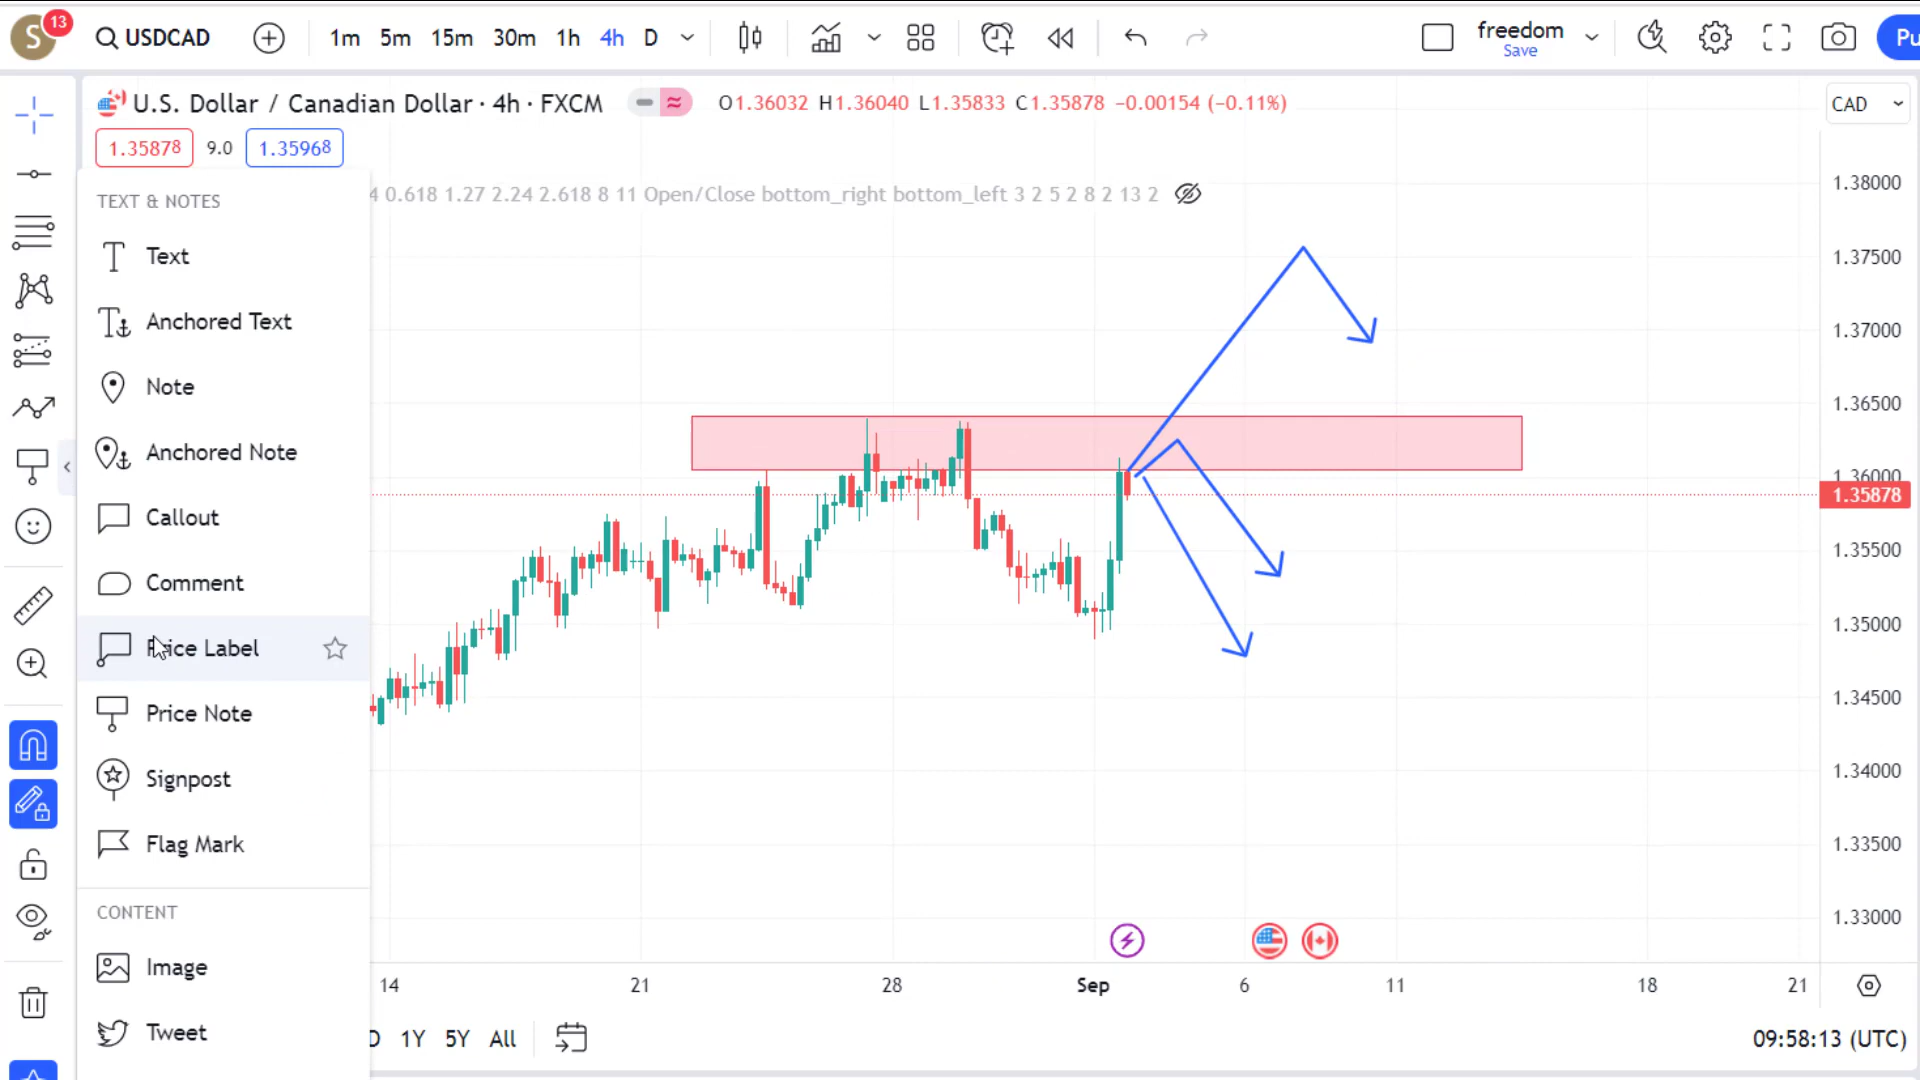 S 13 USDCAD 1m 5m 15m 30m 1h 4h D freedom Save Pu
U.S. Dollar / Canadian Dollar · 4h · FXCM O1.36032 H1.36040 L1.35833 C1.35878 −0.00154 (−0.11%) CAD
1.35878 9.0 1.35968
4 0.618 1.27 2.24 2.618 8 11 Open/Close bottom_right bottom_left 3 2 5 2 8 2 13 2
TEXT & NOTES
Text
Anchored Text
Note
Anchored Note
Callout
Comment
Price Label
Price Note
Signpost
Flag Mark
CONTENT
Image
Tweet
1.38000
1.37500
1.37000
1.36500
1.36000
1.35878
1.35500
1.35000
1.34500
1.34000
1.33500
1.33000
14 21 28 Sep 6 11 18 21
D 1Y 5Y All 09:58:13 (UTC)